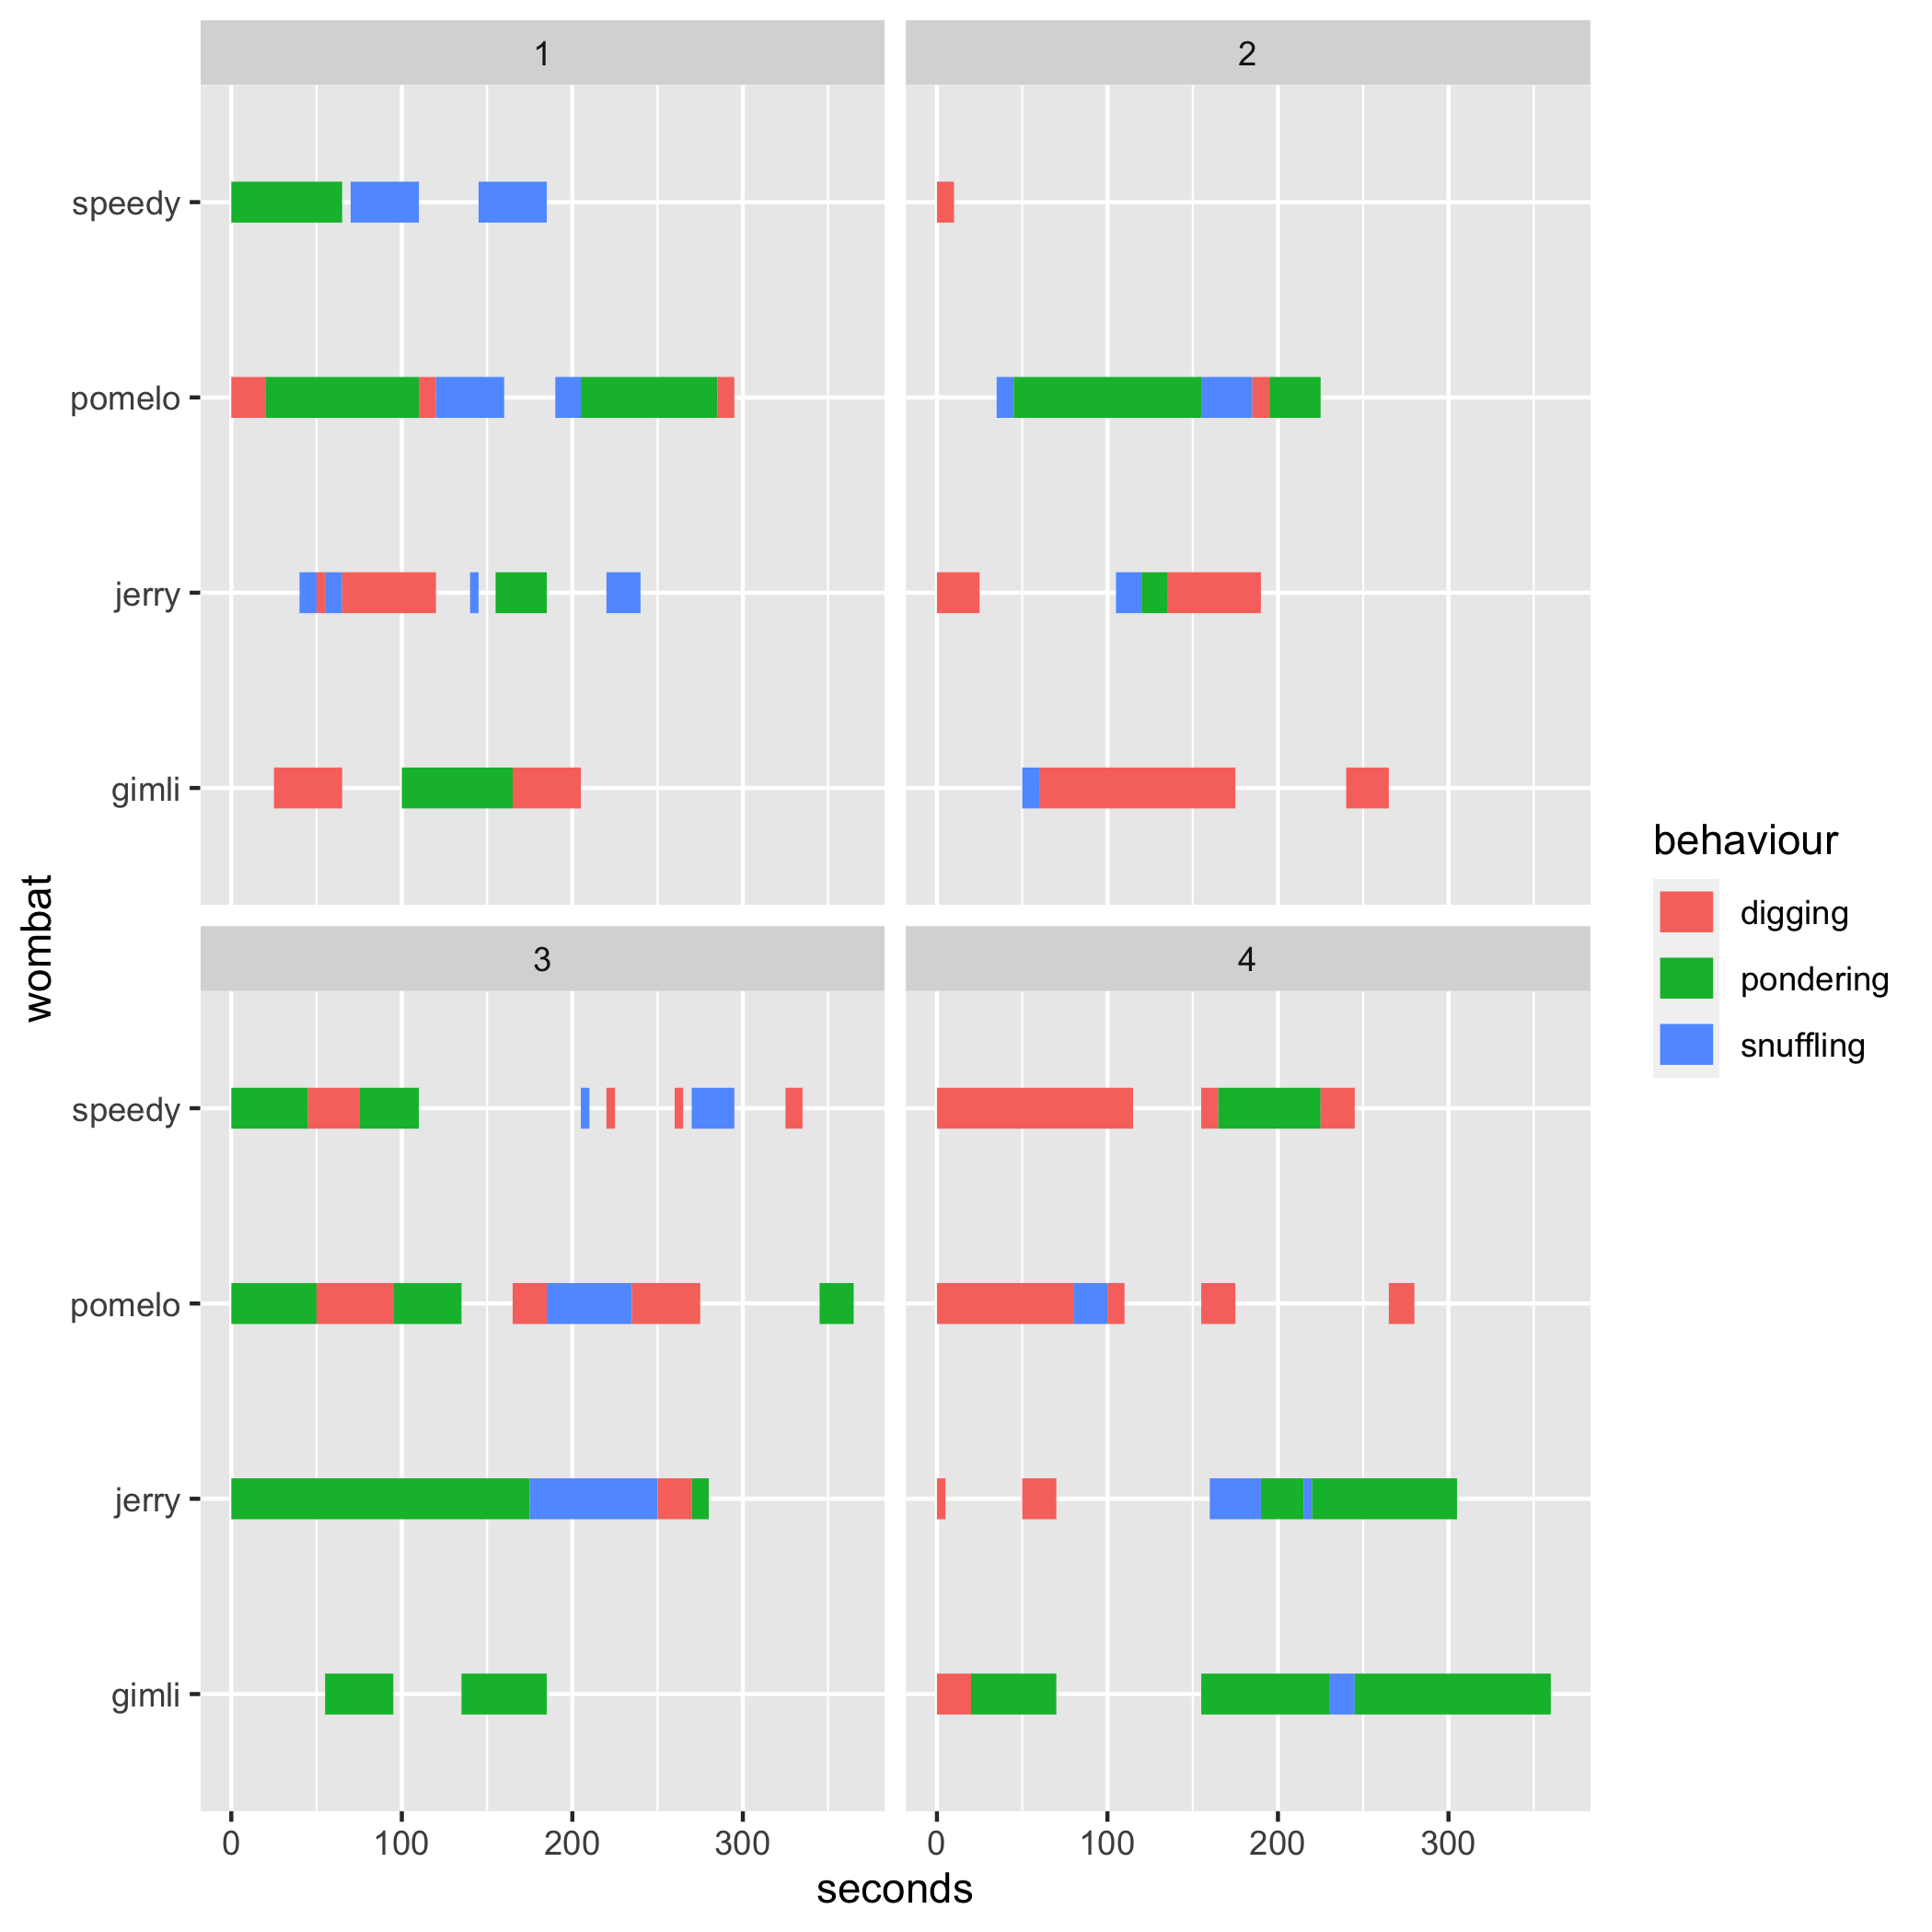 1
2
speedy
pomelo
jerry
gimli
wombat
3
4
speedy
pomelo
jerry
gimli
0 100 200 300
0 100 200 300
seconds
behaviour
digging
pondering
snuffling